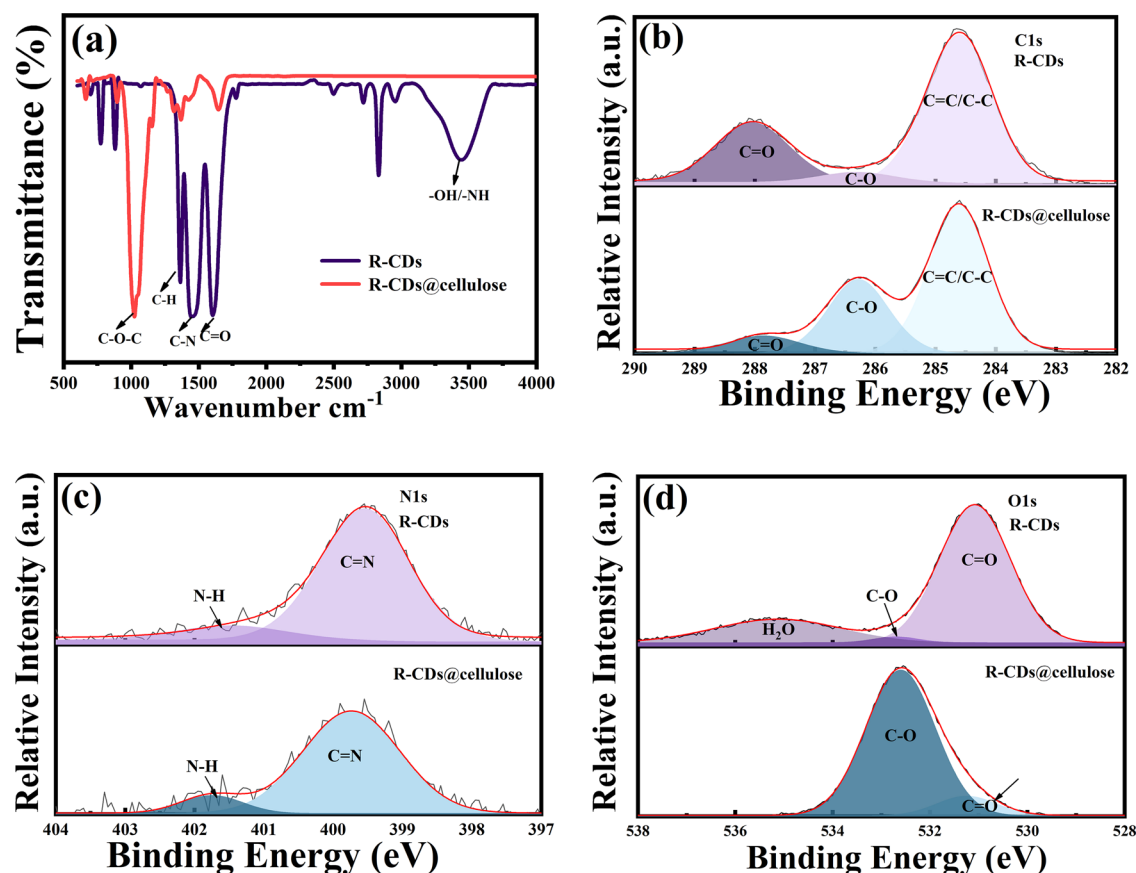 (a)
Transmittance (%)
-OH/-NH
R-CDs
R-CDs@cellulose
C-H
C-O-C
C-N
C=O
500 1000 1500 2000 2500 3000 3500 4000
Wavenumber cm-1
(b)
Relative Intensity (a.u.)
C1s
R-CDs
C=C/C-C
C=O
C-O
R-CDs@cellulose
C=C/C-C
C-O
C=O
290 289 288 287 286 285 284 283 282
Binding Energy (eV)
(c)
Relative Intensity (a.u.)
N1s
R-CDs
C=N
N-H
R-CDs@cellulose
C=N
N-H
404 403 402 401 400 399 398 397
Binding Energy (eV)
(d)
Relative Intensity (a.u.)
O1s
R-CDs
C=O
C-O
H2O
R-CDs@cellulose
C-O
C=O
538 536 534 532 530 528
Binding Energy (eV)